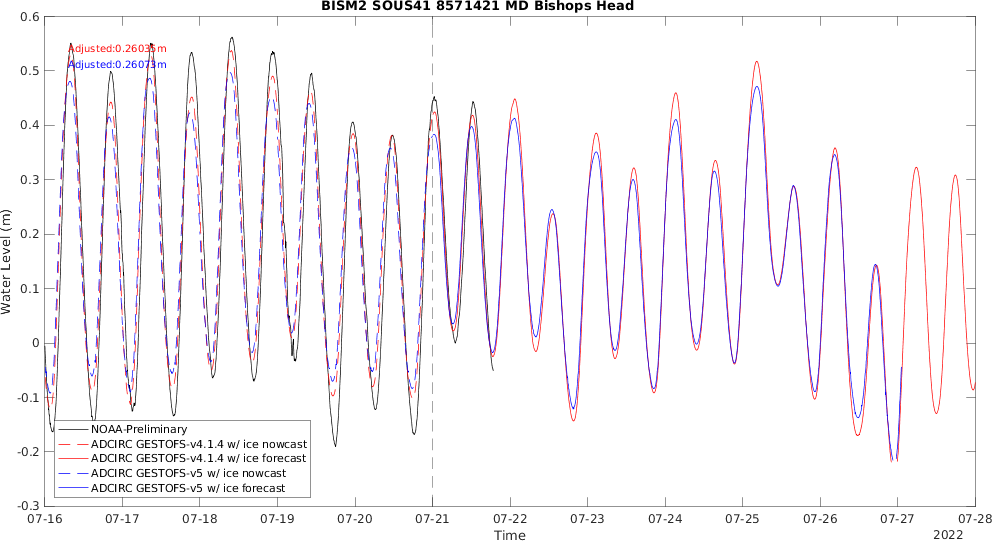 BISM2 SOUS41 8571421 MD Bishops Head
0.6
0.5
0.4
0.3
0.2
0.1
0
-0.1
-0.2
-0.3
Water Level (m)
Adjusted:0.26035m
Adjusted:0.26073m
NOAA-Preliminary
ADCIRC GESTOFS-v4.1.4 w/ ice nowcast
ADCIRC GESTOFS-v4.1.4 w/ ice forecast
ADCIRC GESTOFS-v5 w/ ice nowcast
ADCIRC GESTOFS-v5 w/ ice forecast
07-16 07-17 07-18 07-19 07-20 07-21 07-22 07-23 07-24 07-25 07-26 07-27 07-28
Time
2022